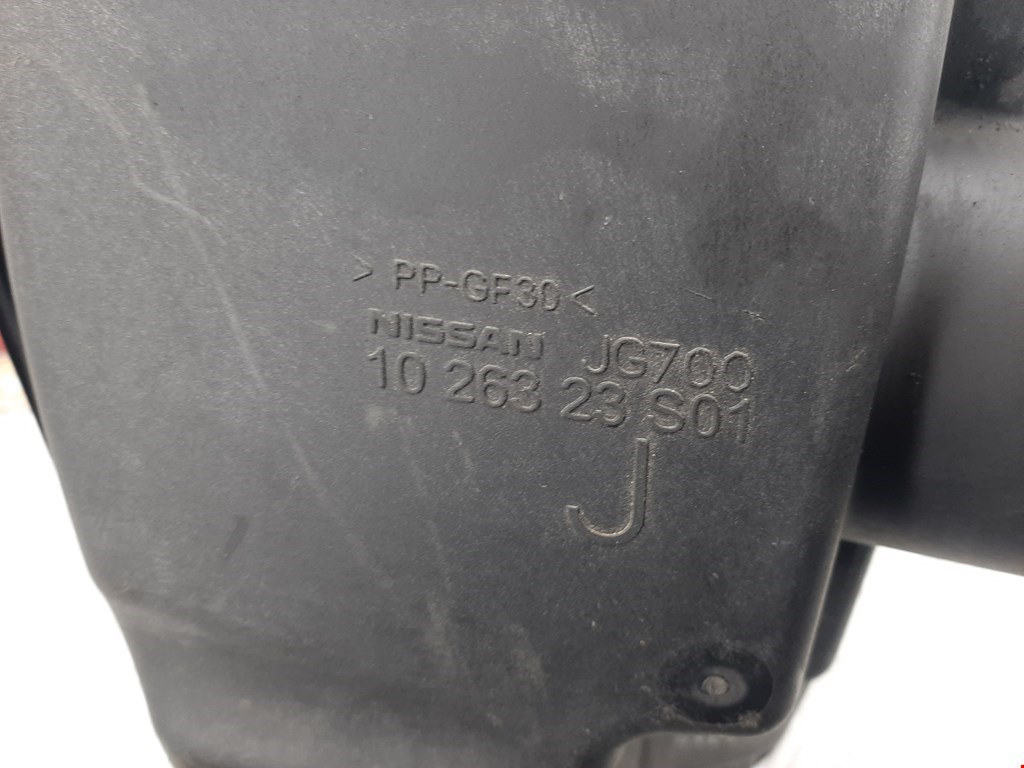 > PP-GF30 <
NISSAN JG700
10 263 23 S01
J